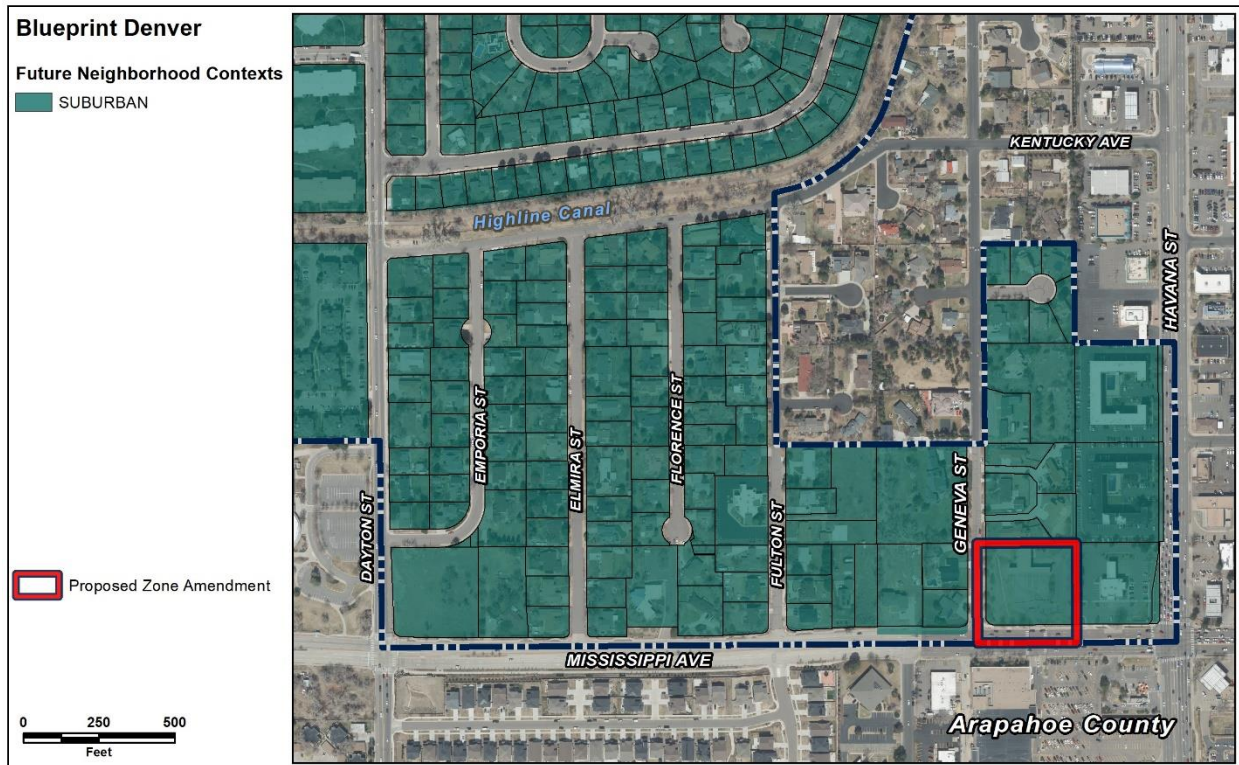 Blueprint Denver
Future Neighborhood Contexts
SUBURBAN
Proposed Zone Amendment
0 250 500
Feet
KENTUCKY AVE
Highline Canal
HAVANA ST
EMPORIA ST
ELMIRA ST
FLORENCE ST
GENEVA ST
DAYTON ST
FULTON ST
MISSISSIPPI AVE
Arapahoe County